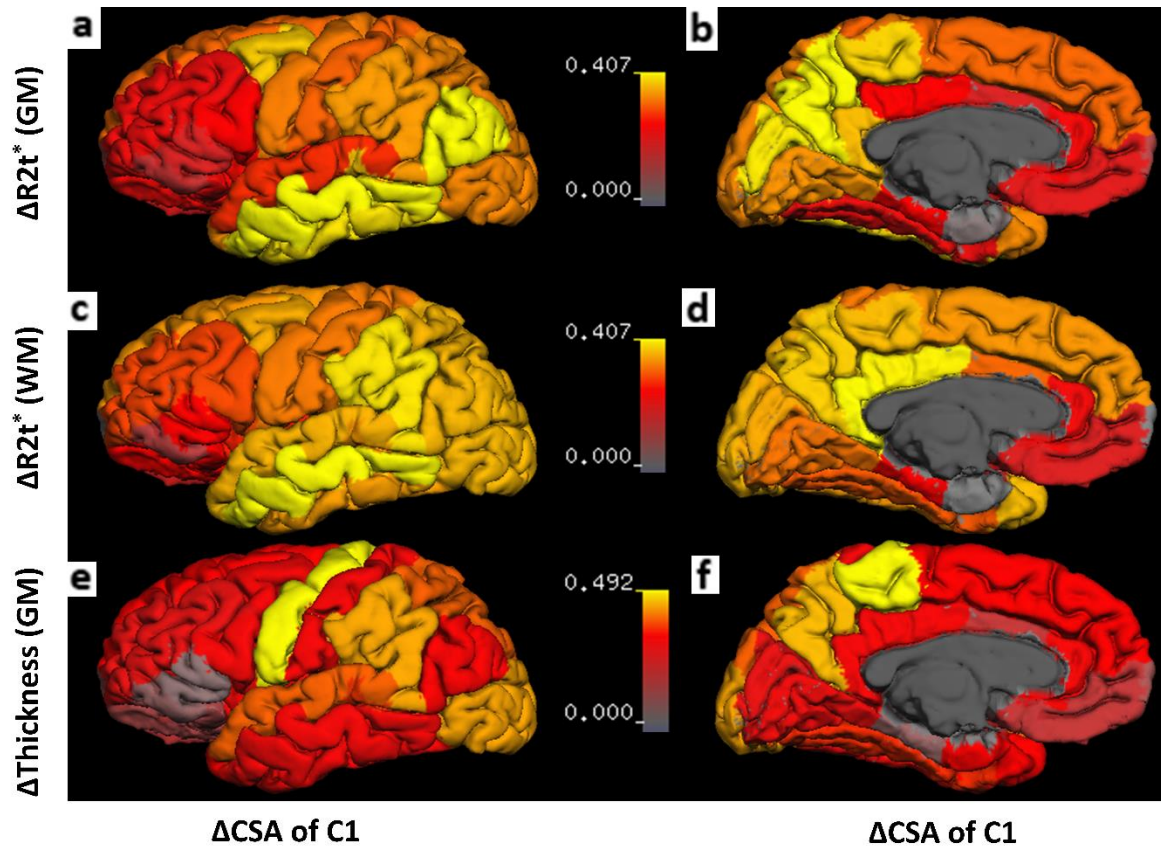 a
b
ΔR2t* (GM)
0.407
0.000
c
d
ΔR2t* (WM)
0.407
0.000
e
f
ΔThickness (GM)
0.492
0.000
ΔCSA of C1
ΔCSA of C1